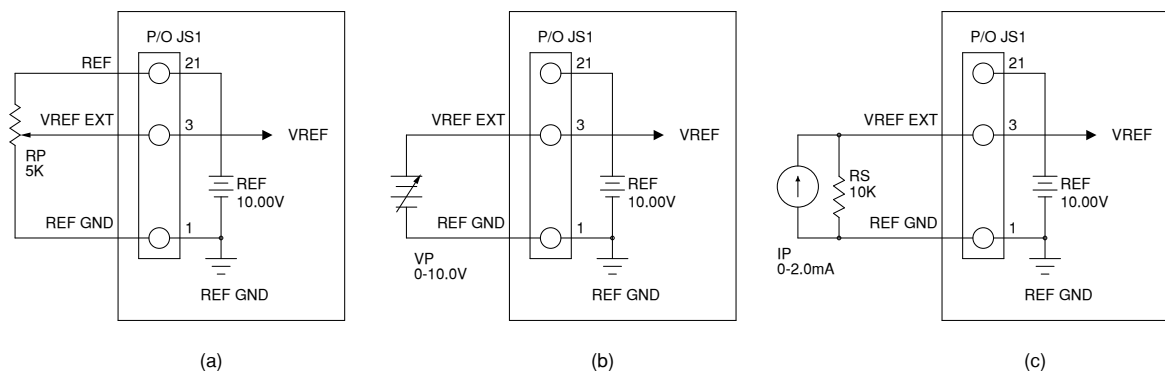 P/O JS1
REF
21
VREF EXT
3
VREF
RP
5K
REF
10.00V
REF GND
1
REF GND
(a)
P/O JS1
21
VREF EXT
3
VREF
REF
10.00V
REF GND
1
VP
0-10.0V
REF GND
(b)
P/O JS1
21
VREF EXT
3
VREF
RS
10K
REF
10.00V
REF GND
1
IP
0-2.0mA
REF GND
(c)